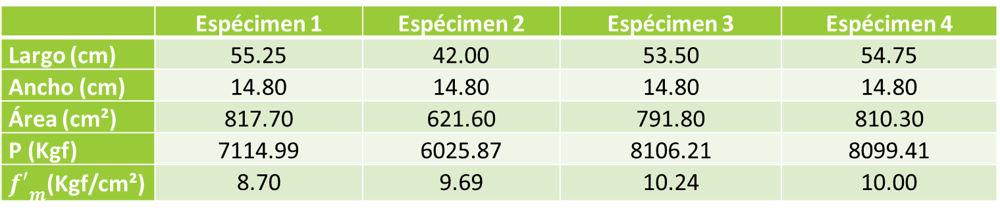 Espécimen 1 Espécimen 2 Espécimen 3 Espécimen 4
Largo (cm) 55.25 42.00 53.50 54.75
Ancho (cm) 14.80 14.80 14.80 14.80
Área (cm²) 817.70 621.60 791.80 810.30
P (Kgf) 7114.99 6025.87 8106.21 8099.41
f′m(Kgf/cm²) 8.70 9.69 10.24 10.00